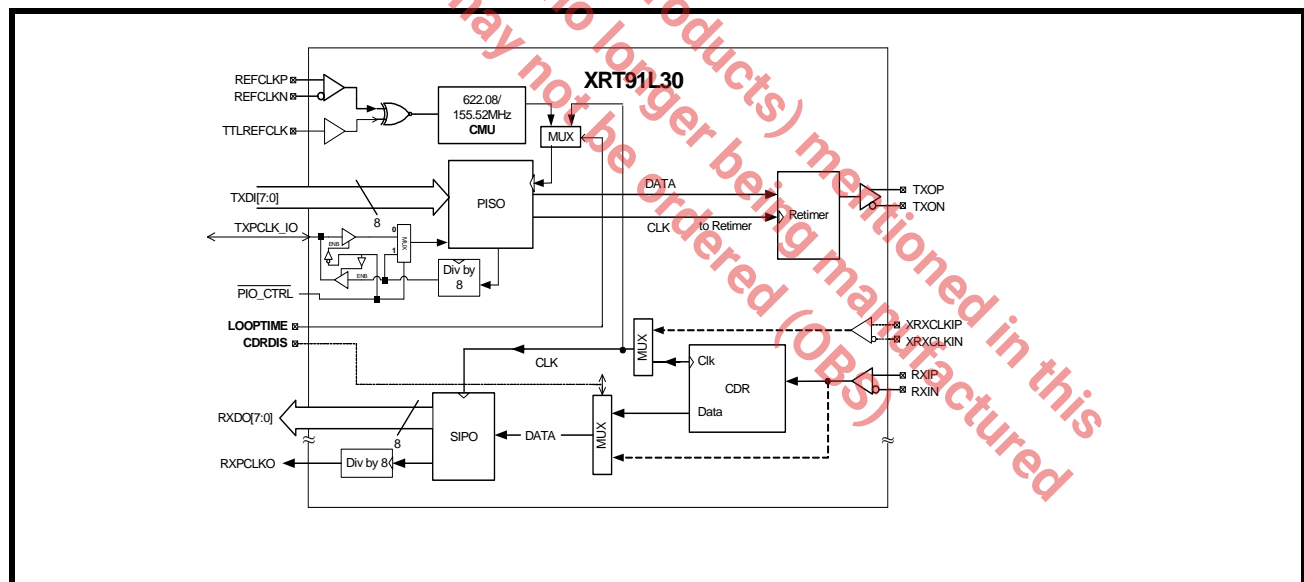 XRT91L30
REFCLKP
REFCLKN
TTLREFCLK
622.08/
155.52MHz
CMU
MUX
TXDI[7:0]
8
PISO
DATA
CLK
to Retimer
Retimer
TXOP
TXON
TXPCLK_IO
ENB
ENB
0
1
MUX
Div by
8
PIO_CTRL
LOOPTIME
CDRDIS
MUX
CLK
Clk
CDR
Data
XRXCLKIP
XRXCLKIN
RXIP
RXIN
RXDO[7:0]
8
SIPO
DATA
MUX
RXPCLKO
Div by 8
roducts) mentioned in this
no longer being manufactured
may not be ordered (OBS)